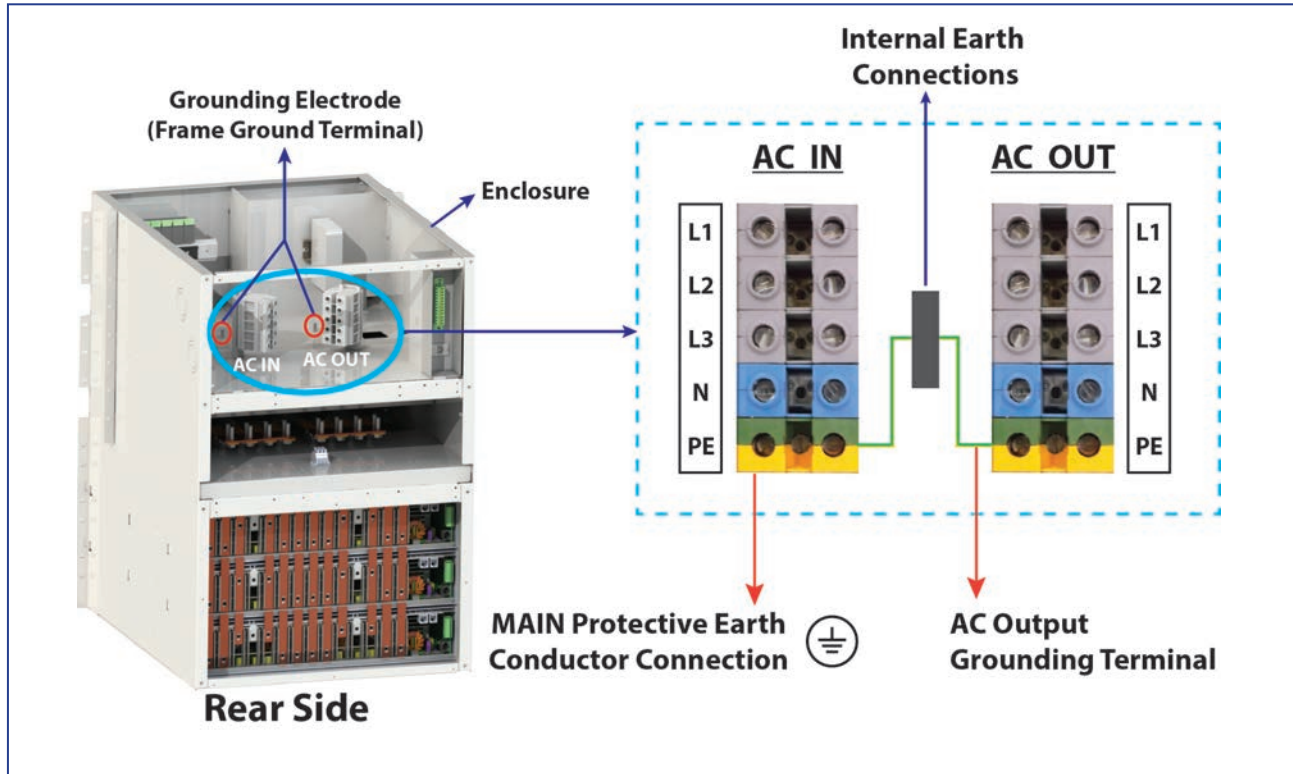 Internal Earth
Connections
Grounding Electrode
(Frame Ground Terminal)
Enclosure
AC IN
AC OUT
AC IN
AC OUT
L1
L2
L3
N
PE
L1
L2
L3
N
PE
MAIN Protective Earth
Conductor Connection
AC Output
Grounding Terminal
Rear Side